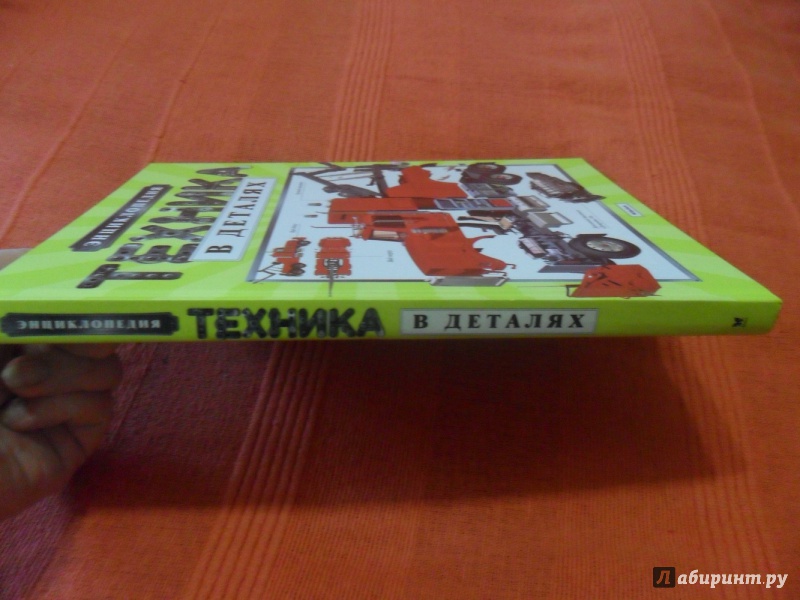 ЭНЦИКЛОПЕДИЯ
ТЕХНИКА
В ДЕТАЛЯХ
ЭНЦИКЛОПЕДИЯ ТЕХНИКА В ДЕТАЛЯХ
Лабиринт.ру